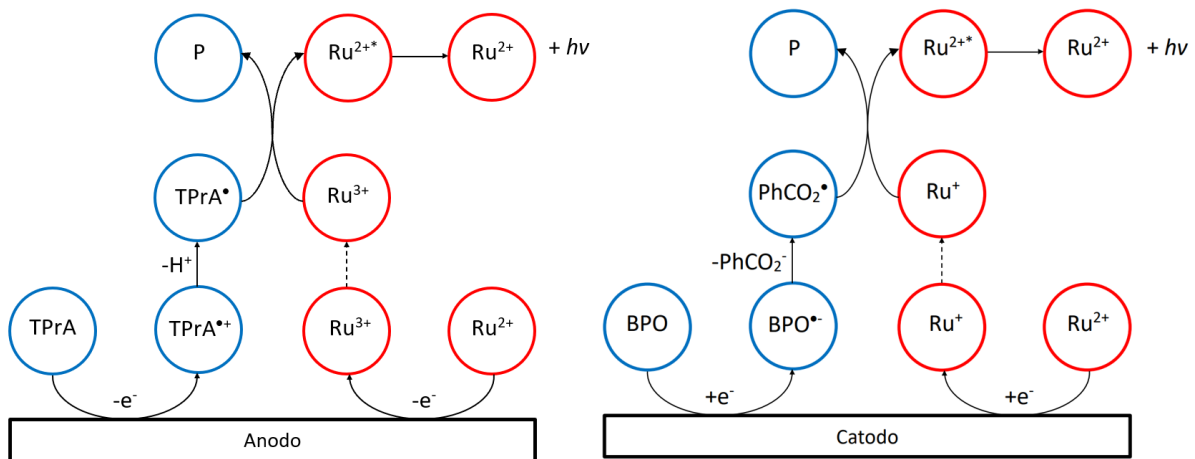 P
Ru²⁺*
Ru²⁺
+ hν
TPrA•
Ru³⁺
-H⁺
TPrA
TPrA•⁺
Ru³⁺
Ru²⁺
-e⁻
-e⁻
Anodo
P
Ru²⁺*
Ru²⁺
+ hν
PhCO₂•
Ru⁺
-PhCO₂⁻
BPO
BPO•⁻
Ru⁺
Ru²⁺
+e⁻
+e⁻
Catodo